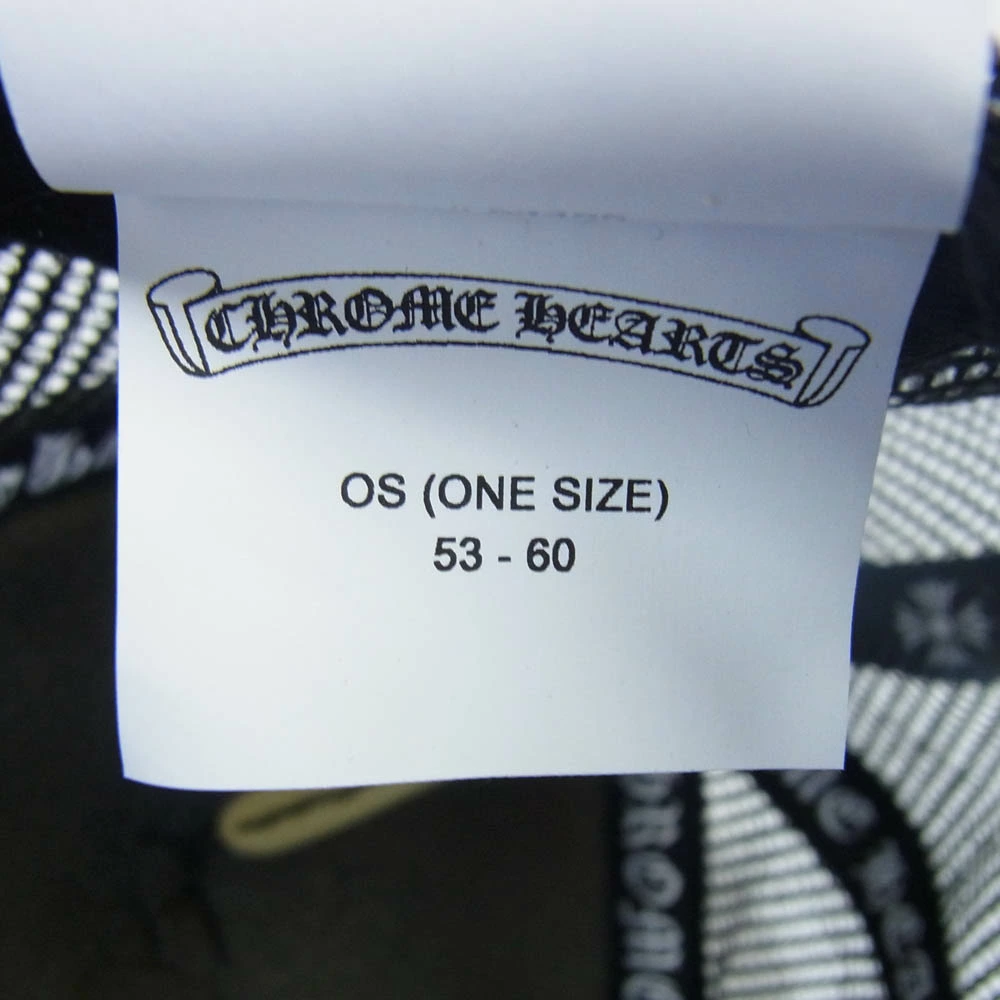 CHROME HEARTS
OS (ONE SIZE)
53 - 60